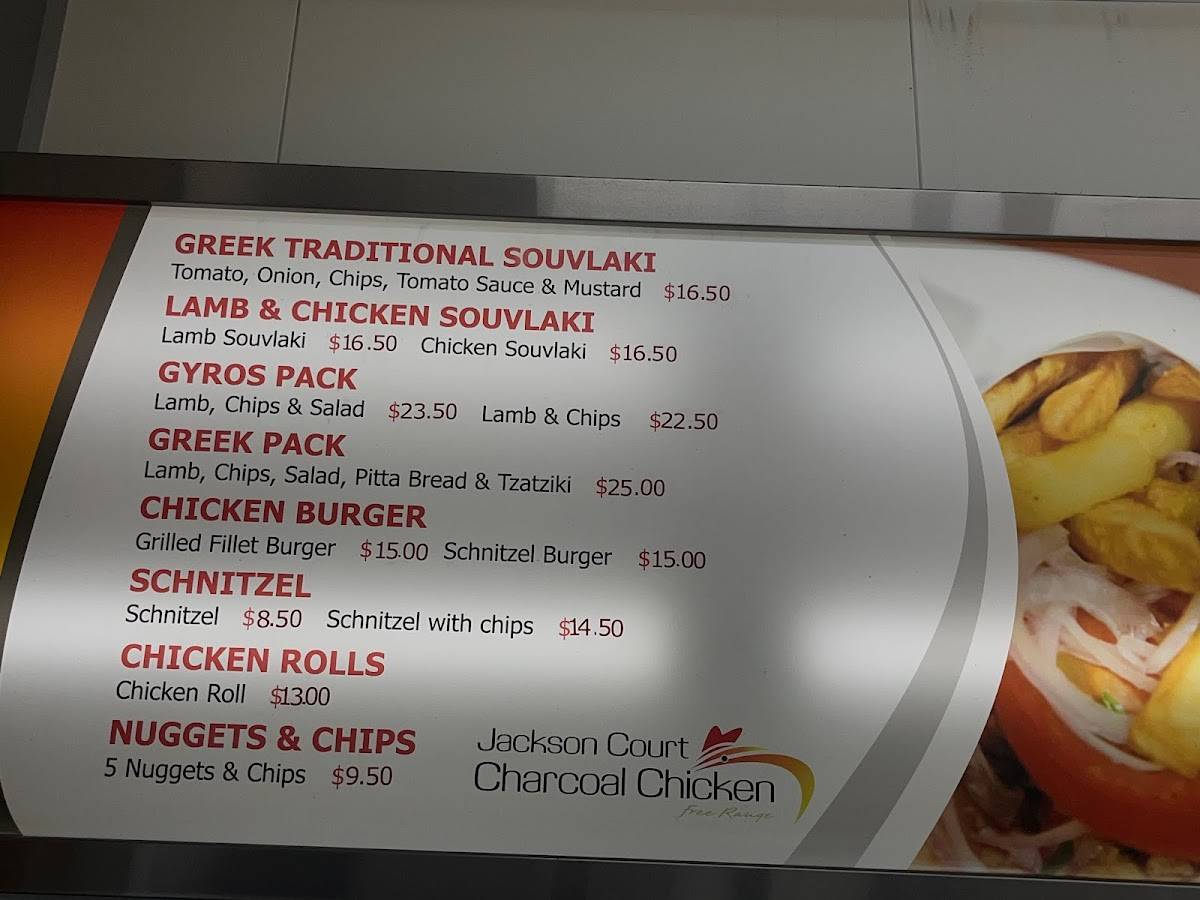 GREEK TRADITIONAL SOUVLAKI
Tomato, Onion, Chips, Tomato Sauce & Mustard $16.50
LAMB & CHICKEN SOUVLAKI
Lamb Souvlaki $16.50 Chicken Souvlaki $16.50
GYROS PACK
Lamb, Chips & Salad $23.50 Lamb & Chips $22.50
GREEK PACK
Lamb, Chips, Salad, Pitta Bread & Tzatziki $25.00
CHICKEN BURGER
Grilled Fillet Burger $15.00 Schnitzel Burger $15.00
SCHNITZEL
Schnitzel $8.50 Schnitzel with chips $14.50
CHICKEN ROLLS
Chicken Roll $13.00
NUGGETS & CHIPS
5 Nuggets & Chips $9.50
Jackson Court
Charcoal Chicken
Free Range